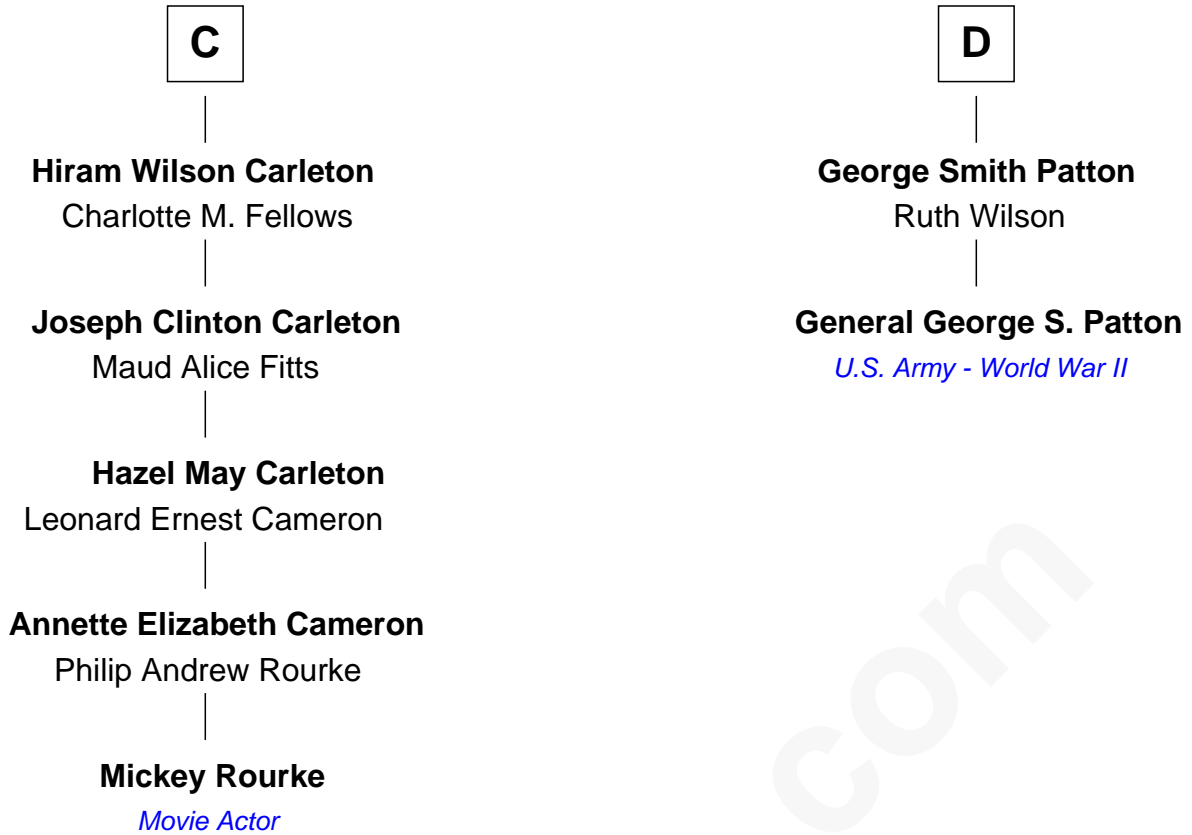 C
Hiram Wilson Carleton
Charlotte M. Fellows
Joseph Clinton Carleton
Maud Alice Fitts
Hazel May Carleton
Leonard Ernest Cameron
Annette Elizabeth Cameron
Philip Andrew Rourke
Mickey Rourke
Movie Actor
D
George Smith Patton
Ruth Wilson
General George S. Patton
U.S. Army - World War II
com